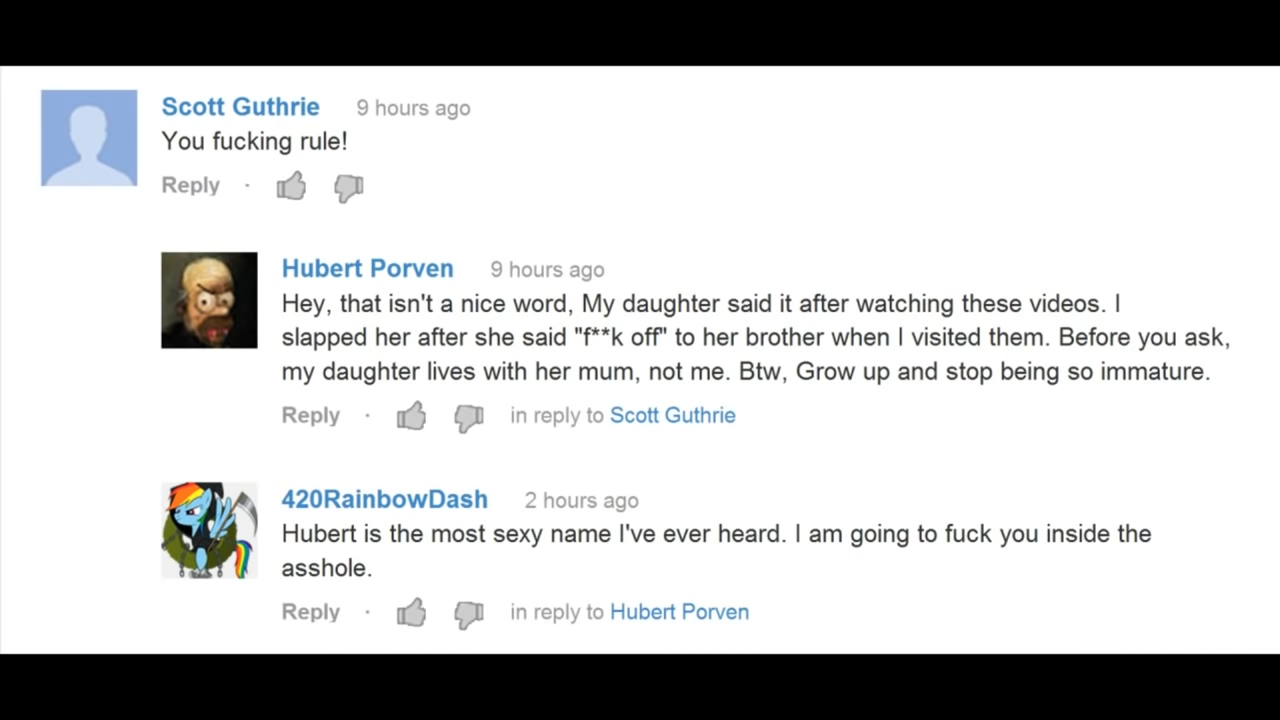 Scott Guthrie 9 hours ago
You fucking rule!
Reply ·
Hubert Porven 9 hours ago
Hey, that isn't a nice word, My daughter said it after watching these videos. I
slapped her after she said "f**k off" to her brother when I visited them. Before you ask,
my daughter lives with her mum, not me. Btw, Grow up and stop being so immature.
Reply · in reply to Scott Guthrie
420RainbowDash 2 hours ago
Hubert is the most sexy name I've ever heard. I am going to fuck you inside the
asshole.
Reply · in reply to Hubert Porven